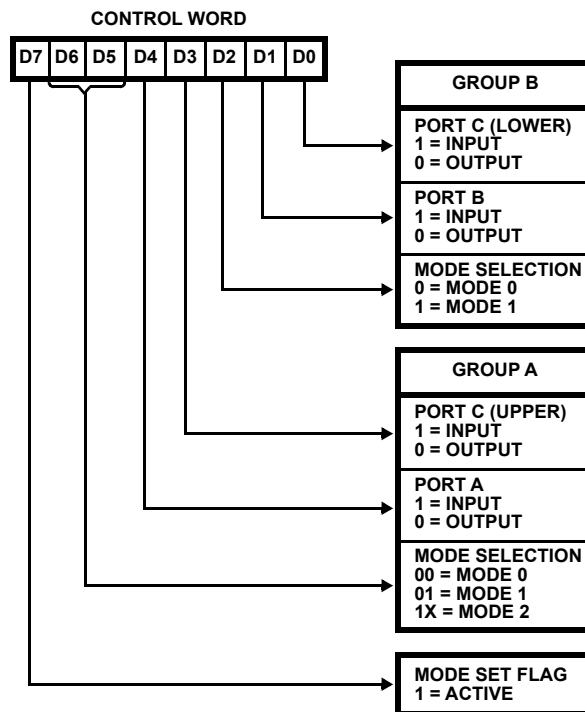 CONTROL WORD
D7 D6 D5 D4 D3 D2 D1 D0
GROUP B
PORT C (LOWER)
1 = INPUT
0 = OUTPUT
PORT B
1 = INPUT
0 = OUTPUT
MODE SELECTION
0 = MODE 0
1 = MODE 1
GROUP A
PORT C (UPPER)
1 = INPUT
0 = OUTPUT
PORT A
1 = INPUT
0 = OUTPUT
MODE SELECTION
00 = MODE 0
01 = MODE 1
1X = MODE 2
MODE SET FLAG
1 = ACTIVE